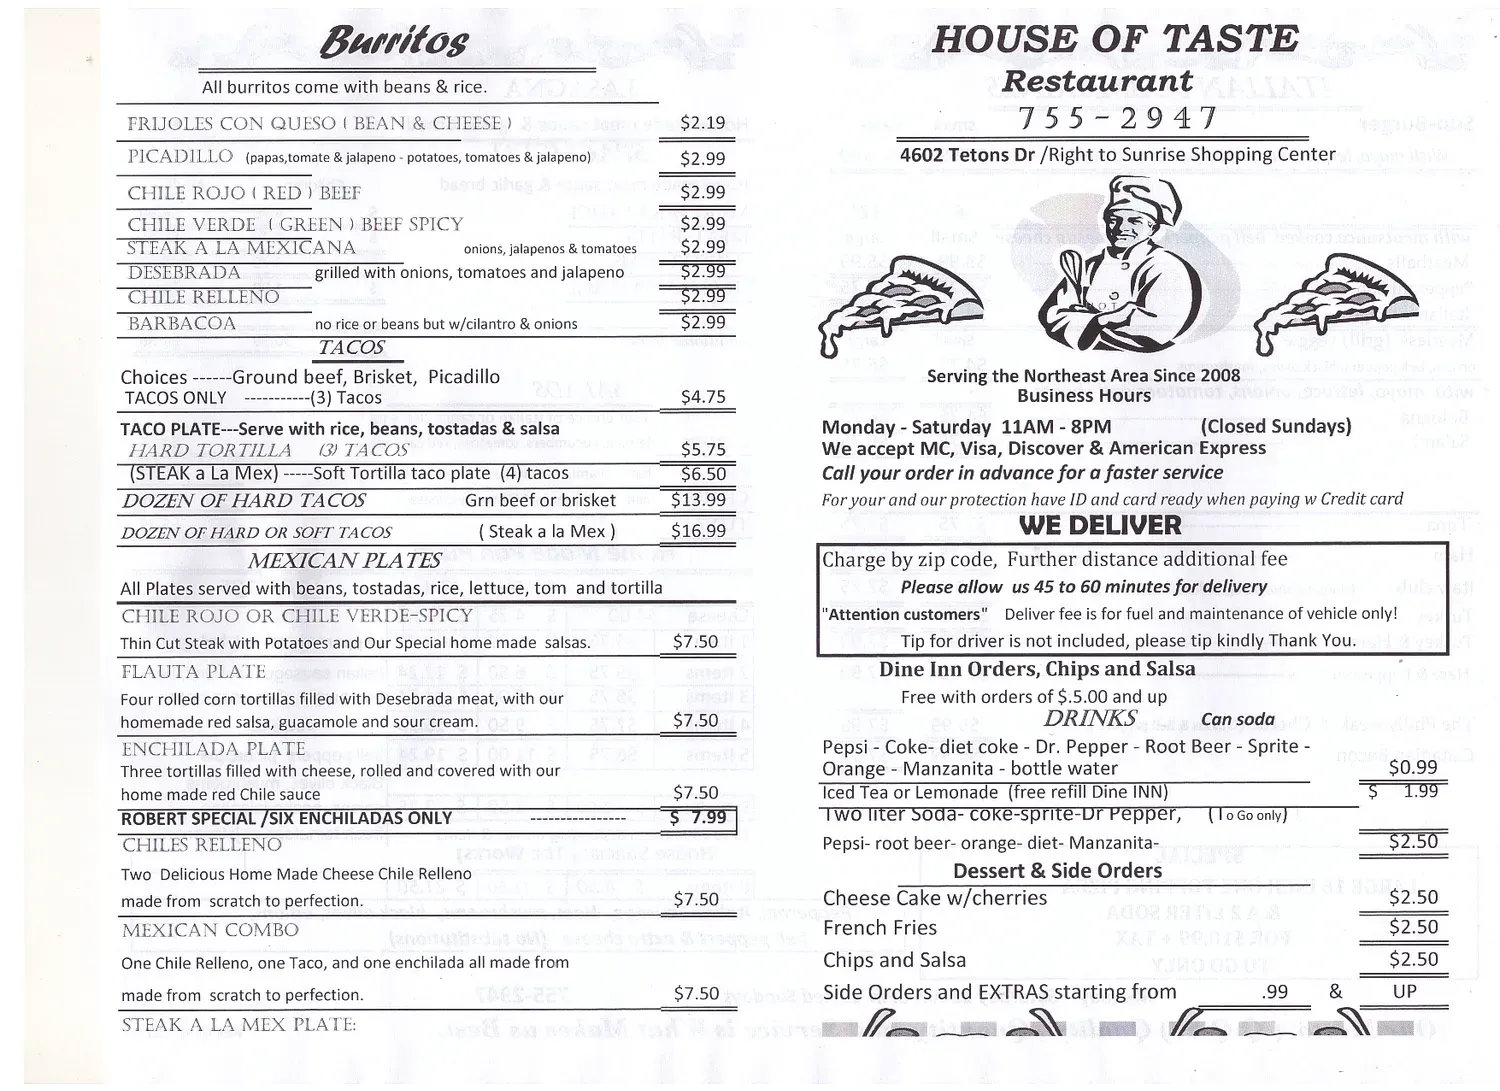 Burritos
All burritos come with beans & rice.
FRIJOLES CON QUESO ( BEAN & CHEESE ) $2.19
PICADILLO (papas,tomate & jalapeno - potatoes, tomatoes & jalapeno) $2.99
CHILE ROJO ( RED ) BEEF $2.99
CHILE VERDE ( GREEN ) BEEF SPICY $2.99
STEAK A LA MEXICANA onions, jalapenos & tomatoe $2.99
DESEBRADA grilled with onions, tomatoes and jalapeno $2.99
CHILE RELLENO $2.99
BARBACOA no rice or beans but w/cilantro & onions $2.99
TACOS
Choices ------Ground beef, Brisket, Picadillo
TACOS ONLY -----------(3) Tacos $4.75
TACO PLATE---Serve with rice, beans, tostadas & salsa
HARD TORTILLA (3) TACOS $5.75
(STEAK a La Mex) -----Soft Tortilla taco plate (4) tacos $6.50
DOZEN OF HARD TACOS Grn beef or brisket $13.99
DOZEN OF HARD OR SOFT TACOS ( Steak a la Mex ) $16.99
MEXICAN PLATES
All Plates served with beans, tostadas, rice, lettuce, tom and tortilla
CHILE ROJO OR CHILE VERDE-SPICY
Thin Cut Steak with Potatoes and Our Special home made salsas. $7.50
FLAUTA PLATE
Four rolled corn tortillas filled with Desebrada meat, with our
homemade red salsa, guacamole and sour cream. $7.50
ENCHILADA PLATE
Three tortillas filled with cheese, rolled and covered with our
home made red Chile sauce $7.50
ROBERT SPECIAL /SIX ENCHILADAS ONLY ---------------- $ 7.99
CHILES RELLENO
Two Delicious Home Made Cheese Chile Relleno
made from scratch to perfection. $7.50
MEXICAN COMBO
One Chile Relleno, one Taco, and one enchilada all made from
made from scratch to perfection. $7.50
STEAK A LA MEX PLATE:
HOUSE OF TASTE
Restaurant
755-2947
4602 Tetons Dr /Right to Sunrise Shopping Center
Serving the Northeast Area Since 2008
Business Hours
Monday - Saturday 11AM - 8PM (Closed Sundays)
We accept MC, Visa, Discover & American Express
Call your order in advance for a faster service
For your and our protection have ID and card ready when paying w Credit card
WE DELIVER
Charge by zip code, Further distance additional fee
Please allow us 45 to 60 minutes for delivery
"Attention customers" Deliver fee is for fuel and maintenance of vehicle only!
Tip for driver is not included, please tip kindly Thank You.
Dine Inn Orders, Chips and Salsa
Free with orders of $.5.00 and up
DRINKS Can soda
Pepsi - Coke- diet coke - Dr. Pepper - Root Beer - Sprite -
Orange - Manzanita - bottle water $0.99
Iced Tea or Lemonade (free refill Dine INN) $ 1.99
Two liter Soda- coke-sprite-Dr Pepper, (To Go only)
Pepsi- root beer- orange- diet- Manzanita- $2.50
Dessert & Side Orders
Cheese Cake w/cherries $2.50
French Fries $2.50
Chips and Salsa $2.50
Side Orders and EXTRAS starting from .99 & UP